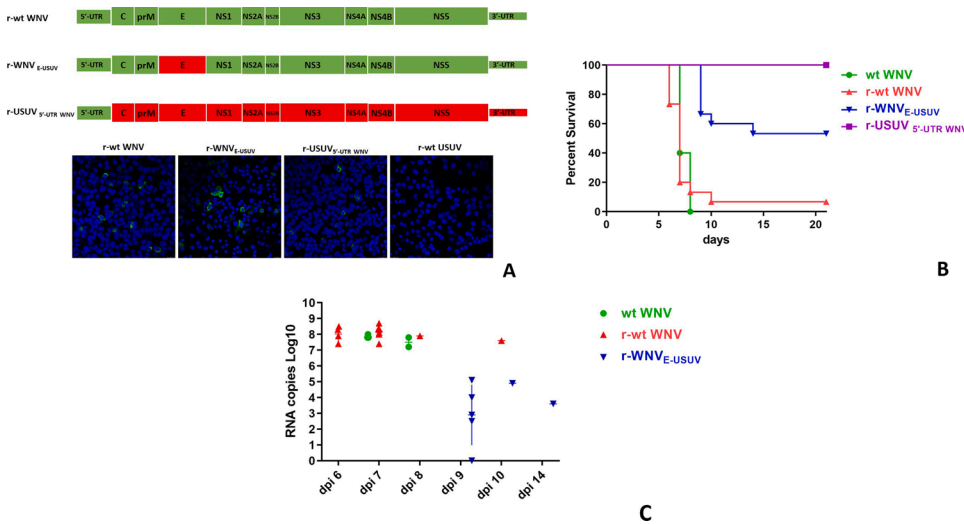 r-wt WNV
5'-UTR C prM E NS1 NS2A NS2B NS3 NS4A NS4B NS5 3'-UTR
r-WNV E-USUV
5'-UTR C prM E NS1 NS2A NS2B NS3 NS4A NS4B NS5 3'-UTR
r-USUV 5'-UTR WNV
5'-UTR C prM E NS1 NS2A NS2B NS3 NS4A NS4B NS5 3'-UTR
r-wt WNV r-WNV E-USUV r-USUV 5'-UTR WNV r-wt USUV
A
Percent Survival
100
80
60
40
20
0
0 5 10 15 20
days
wt WNV
r-wt WNV
r-WNV E-USUV
r-USUV 5'-UTR WNV
B
RNA copies Log10
10
9
8
7
6
5
4
3
2
1
0
dpi 6 dpi 7 dpi 8 dpi 9 dpi 10 dpi 14
wt WNV
r-wt WNV
r-WNV E-USUV
C